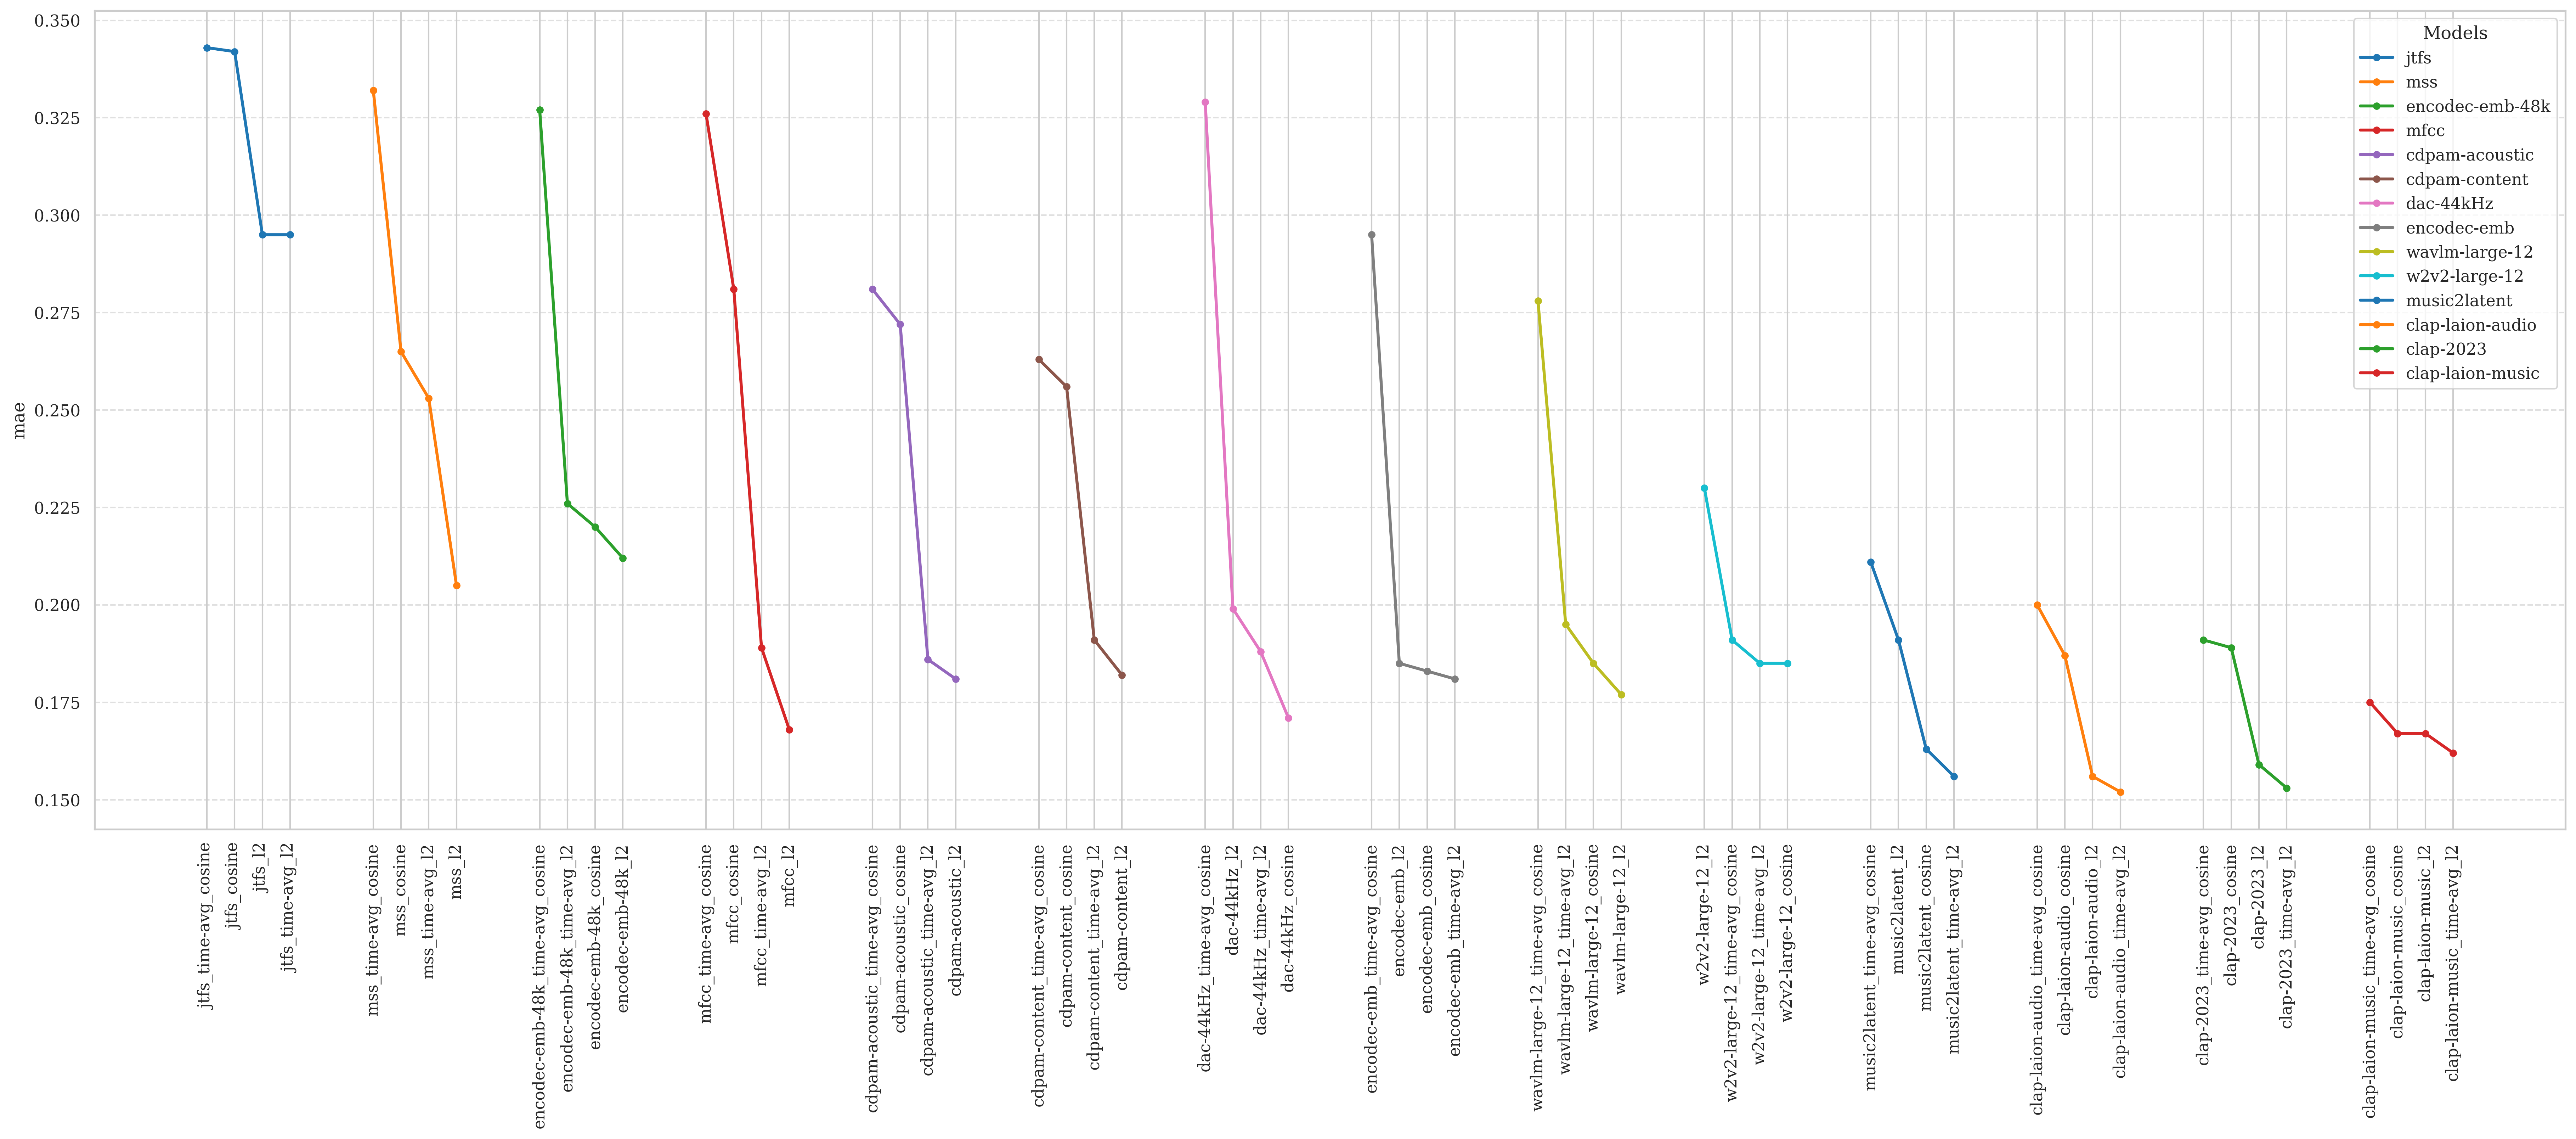 0.350
0.325
0.300
0.275
0.250
0.225
0.200
0.175
0.150
mae
Models
jtfs
mss
encodec-emb-48k
mfcc
cdpam-acoustic
cdpam-content
dac-44kHz
encodec-emb
wavlm-large-12
w2v2-large-12
music2latent
clap-laion-audio
clap-2023
clap-laion-music
jtfs_time-avg_cosine
jtfs_cosine
jtfs_l2
jtfs_time-avg_l2
mss_time-avg_cosine
mss_cosine
mss_time-avg_l2
mss_l2
encodec-emb-48k_time-avg_cosine
encodec-emb-48k_time-avg_l2
encodec-emb-48k_cosine
encodec-emb-48k_l2
mfcc_time-avg_cosine
mfcc_cosine
mfcc_time-avg_l2
mfcc_l2
cdpam-acoustic_time-avg_cosine
cdpam-acoustic_cosine
cdpam-acoustic_time-avg_l2
cdpam-acoustic_l2
cdpam-content_time-avg_cosine
cdpam-content_cosine
cdpam-content_time-avg_l2
cdpam-content_l2
dac-44kHz_time-avg_cosine
dac-44kHz_l2
dac-44kHz_time-avg_l2
dac-44kHz_cosine
encodec-emb_time-avg_cosine
encodec-emb_l2
encodec-emb_cosine
encodec-emb_time-avg_l2
wavlm-large-12_time-avg_cosine
wavlm-large-12_time-avg_l2
wavlm-large-12_cosine
wavlm-large-12_l2
w2v2-large-12_l2
w2v2-large-12_time-avg_cosine
w2v2-large-12_time-avg_l2
w2v2-large-12_cosine
music2latent_time-avg_cosine
music2latent_l2
music2latent_cosine
music2latent_time-avg_l2
clap-laion-audio_time-avg_cosine
clap-laion-audio_cosine
clap-laion-audio_l2
clap-laion-audio_time-avg_l2
clap-2023_time-avg_cosine
clap-2023_cosine
clap-2023_l2
clap-2023_time-avg_l2
clap-laion-music_time-avg_cosine
clap-laion-music_cosine
clap-laion-music_l2
clap-laion-music_time-avg_l2